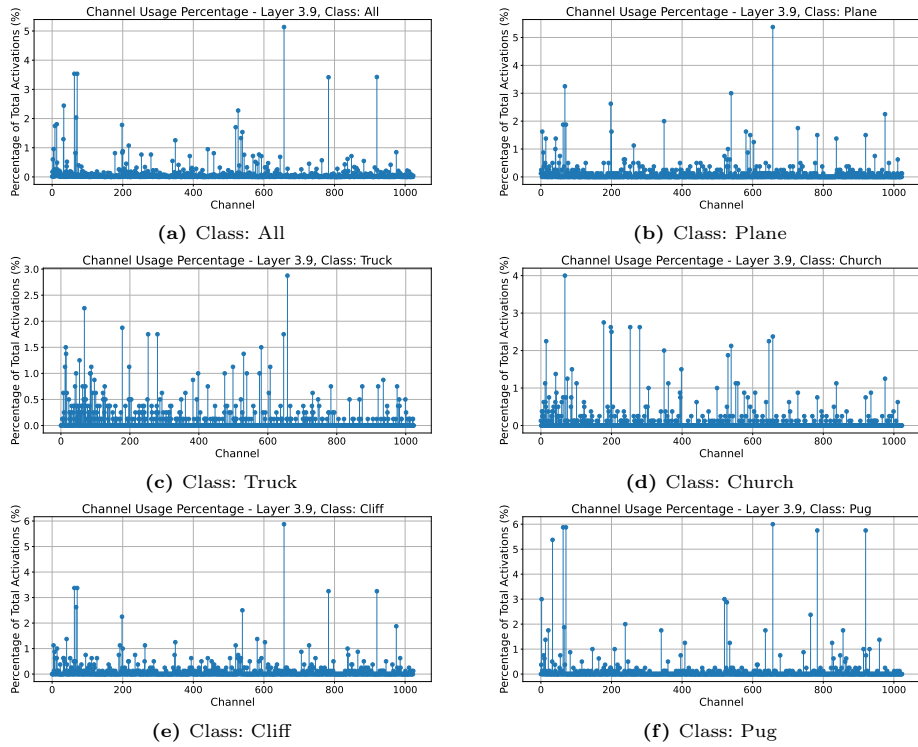 Channel Usage Percentage - Layer 3.9, Class: All
Percentage of Total Activations (%)
5
4
3
2
1
0
0 200 400 600 800 1000
Channel
(a) Class: All
Channel Usage Percentage - Layer 3.9, Class: Plane
Percentage of Total Activations (%)
5
4
3
2
1
0
0 200 400 600 800 1000
Channel
(b) Class: Plane
Channel Usage Percentage - Layer 3.9, Class: Truck
Percentage of Total Activations (%)
3.0
2.5
2.0
1.5
1.0
0.5
0.0
0 200 400 600 800 1000
Channel
(c) Class: Truck
Channel Usage Percentage - Layer 3.9, Class: Church
Percentage of Total Activations (%)
4
3
2
1
0
0 200 400 600 800 1000
Channel
(d) Class: Church
Channel Usage Percentage - Layer 3.9, Class: Cliff
Percentage of Total Activations (%)
6
5
4
3
2
1
0
0 200 400 600 800 1000
Channel
(e) Class: Cliff
Channel Usage Percentage - Layer 3.9, Class: Pug
Percentage of Total Activations (%)
6
5
4
3
2
1
0
0 200 400 600 800 1000
Channel
(f) Class: Pug